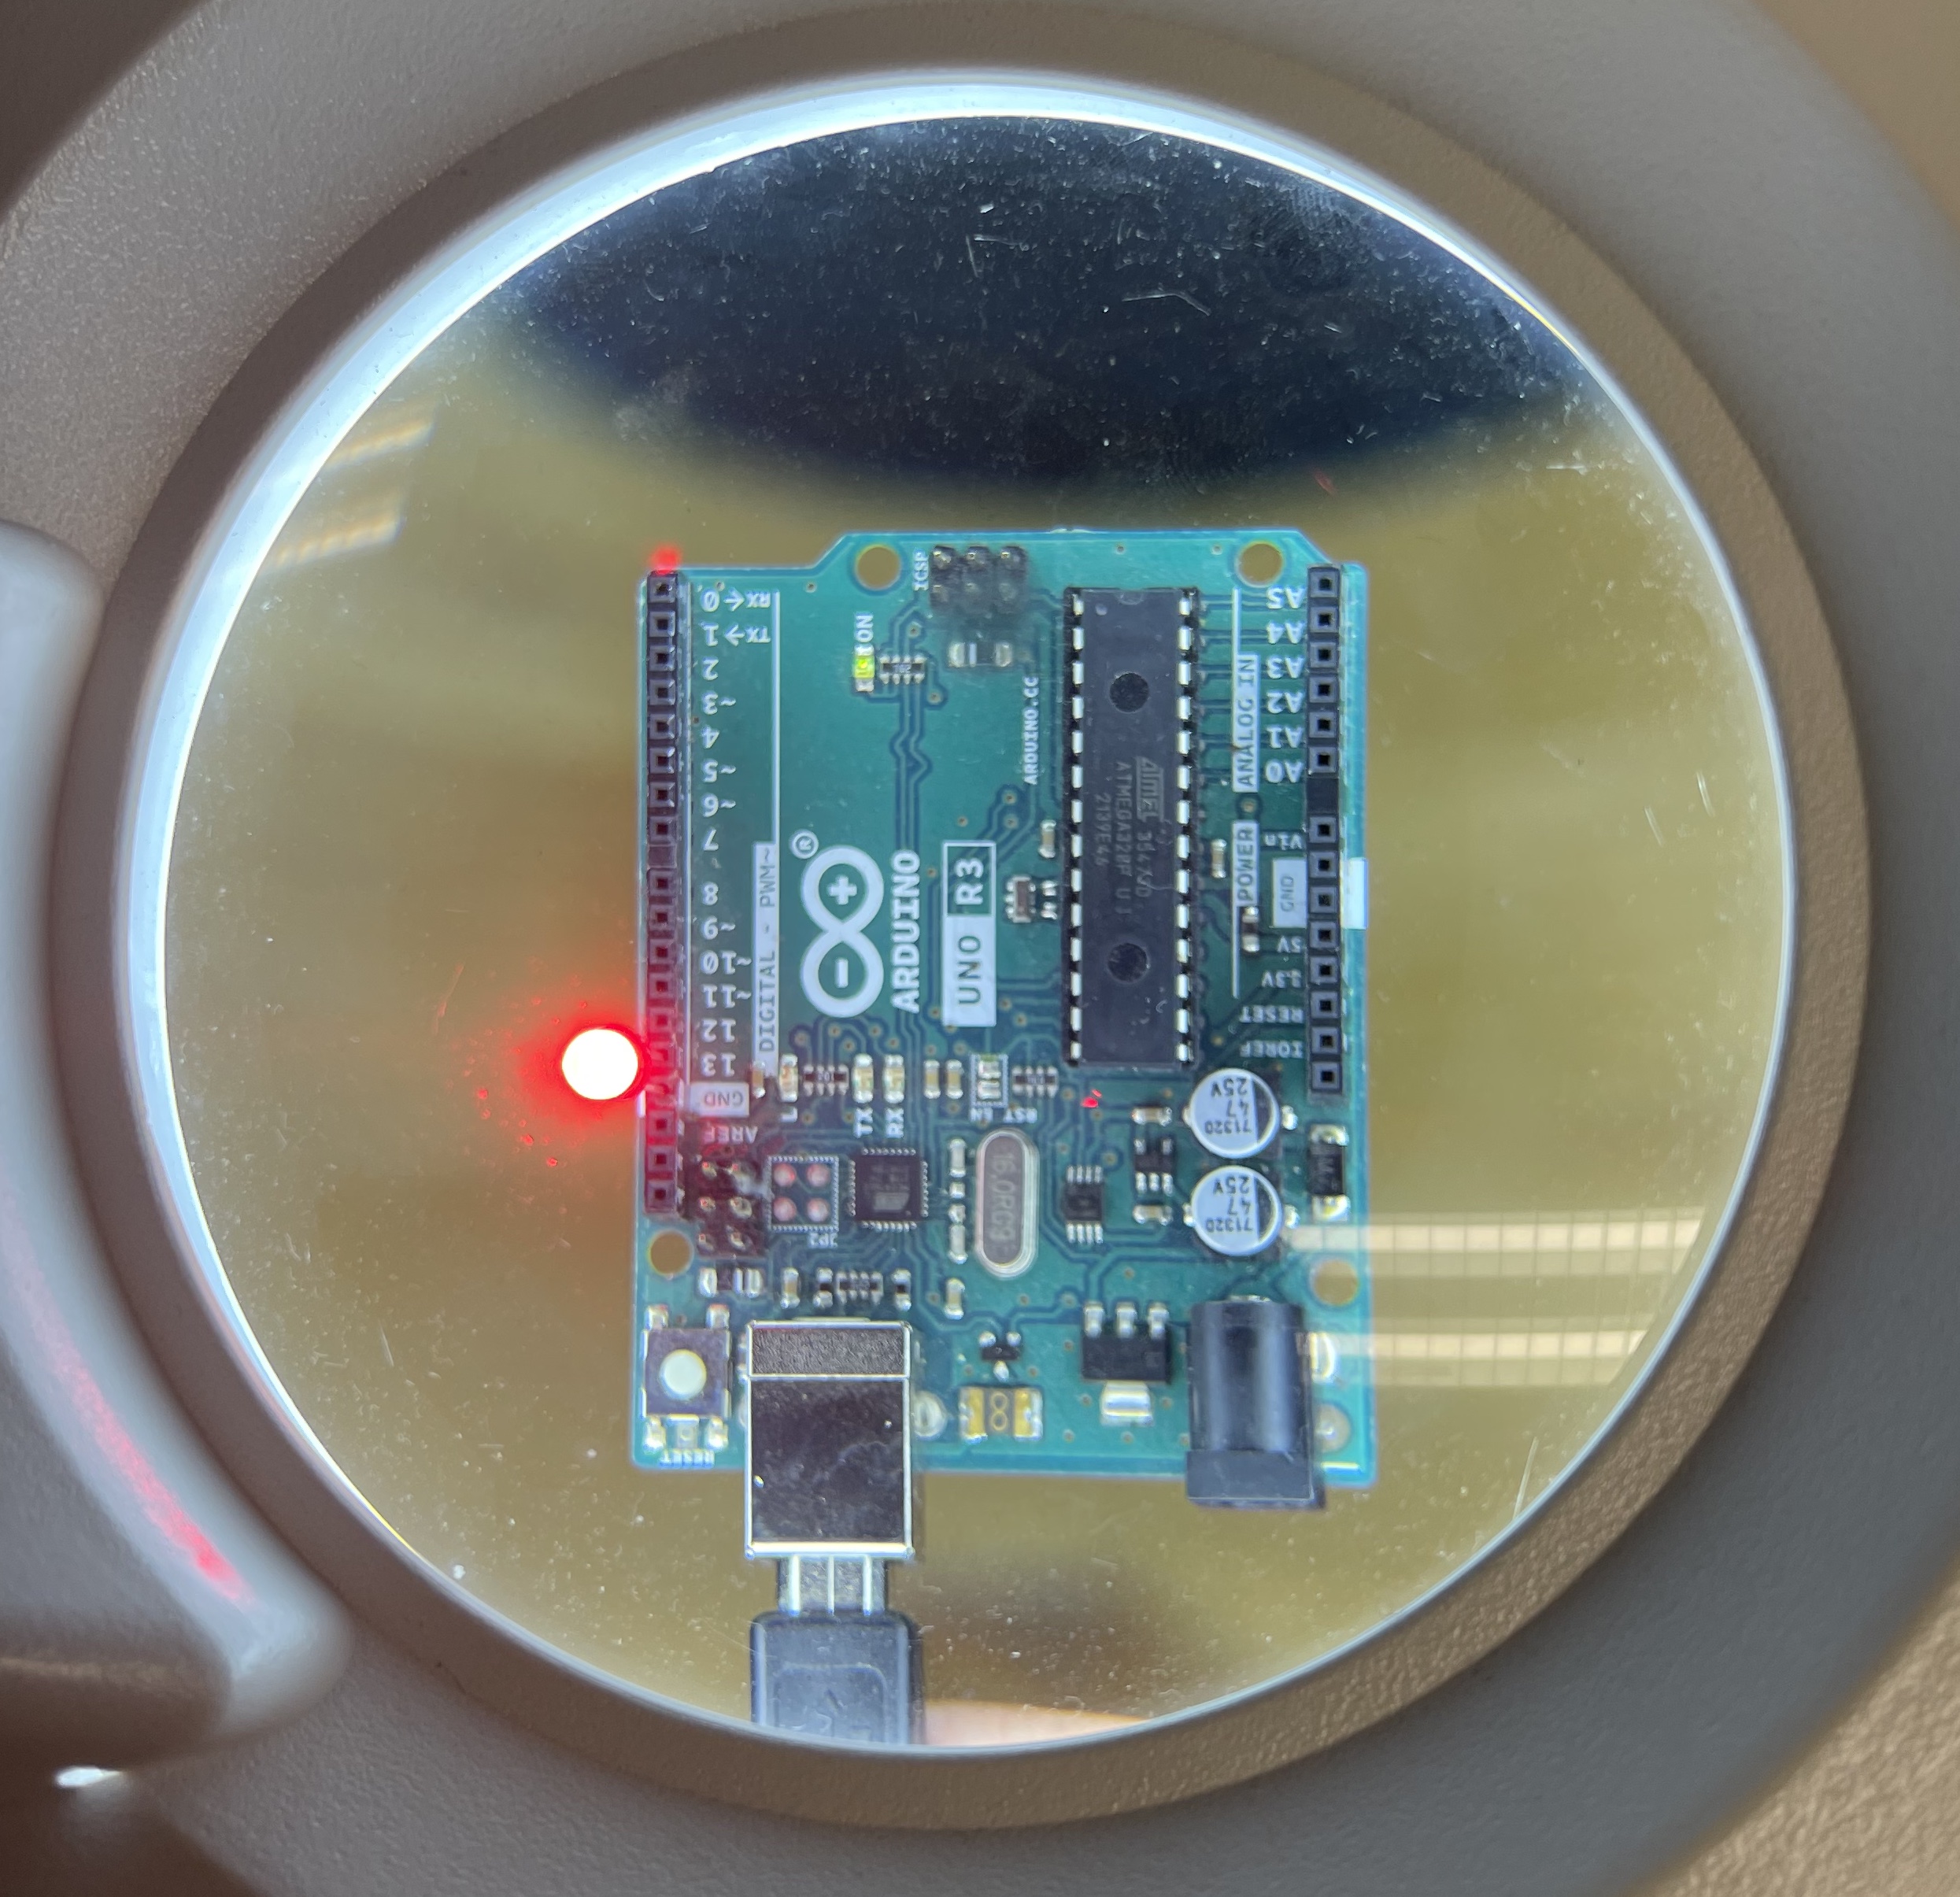 ICSP
RX←0
TX→1
2
~3
4
~5
~6
7
8
~9
~10
~11
12
13
GND
AREF
DIGITAL - PWM~
ON
ARDUINO.CC
®
ARDUINO
UNO R3
L
TX
RX
RST EN
JP2
RESET
Atmel
ATMEGA328P
16.0
ANALOG IN
A5
A4
A3
A2
A1
A0
POWER
Vin
GND
5V
3.3V
RESET
IOREF
71320
47
25V
71320
47
25V